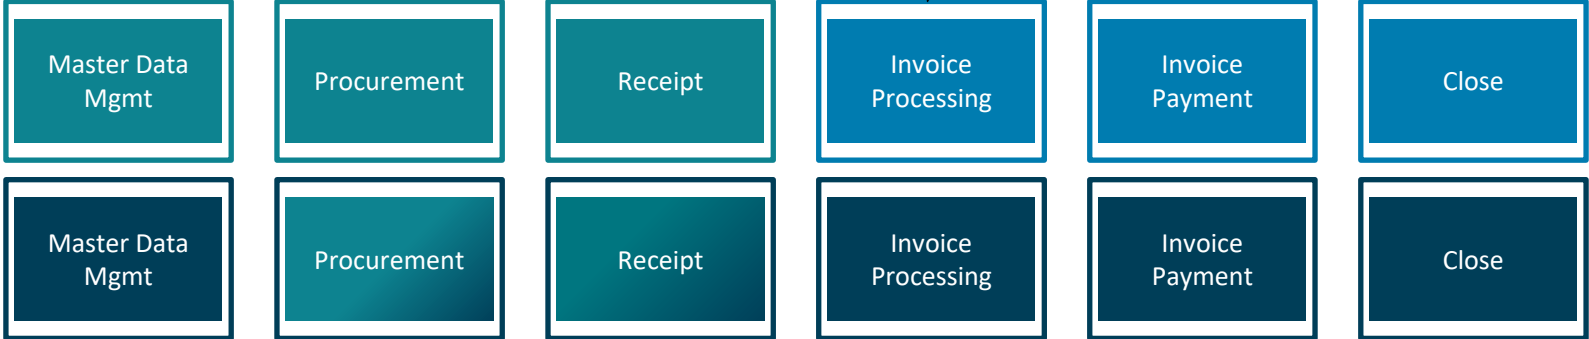 Master Data
Mgmt
Procurement
Receipt
Invoice
Processing
Invoice
Payment
Close
Master Data
Mgmt
Procurement
Receipt
Invoice
Processing
Invoice
Payment
Close